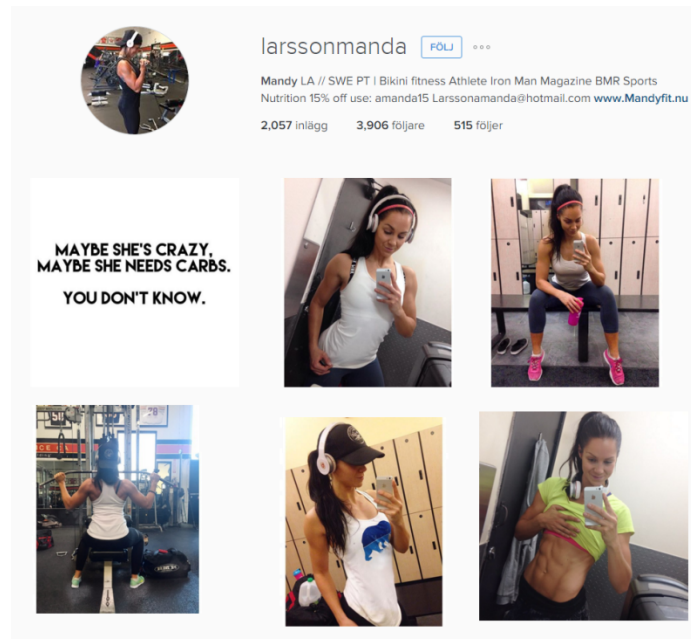 larssonmanda FÖLJ
Mandy LA // SWE PT | Bikini fitness Athlete Iron Man Magazine BMR Sports
Nutrition 15% off use: amanda15 Larssonamanda@hotmail.com www.Mandyfit.nu
2,057 inlägg 3,906 följare 515 följer
MAYBE SHE'S CRAZY,
MAYBE SHE NEEDS CARBS.
YOU DON'T KNOW.